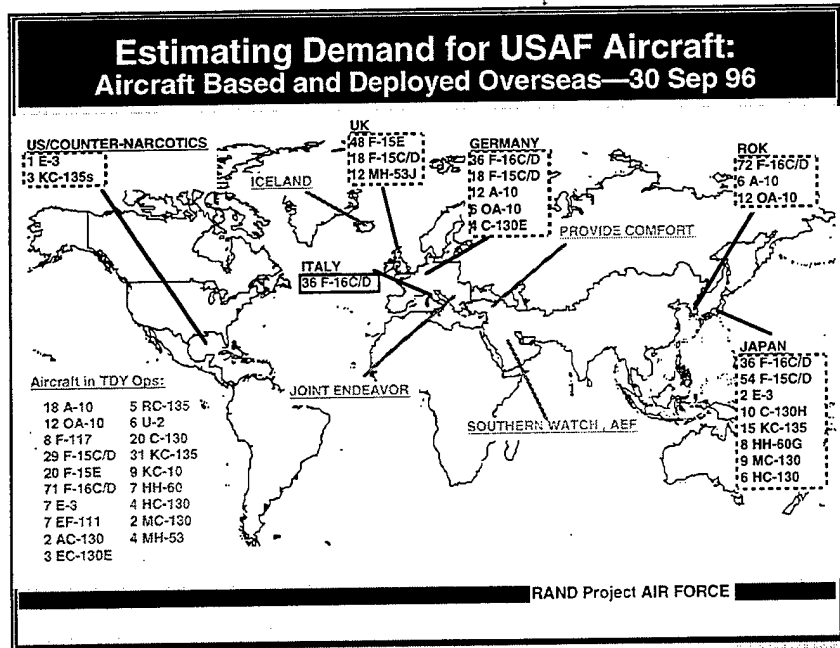 Estimating Demand for USAF Aircraft:
Aircraft Based and Deployed Overseas—30 Sep 96
US/COUNTER-NARCOTICS
1 E-3
3 KC-135s
UK
48 F-15E
18 F-15C/D
12 MH-53J
GERMANY
36 F-16C/D
18 F-15C/D
12 A-10
6 OA-10
4 C-130E
ROK
72 F-16C/D
6 A-10
12 OA-10
ICELAND
PROVIDE COMFORT
ITALY
36 F-16C/D
JAPAN
36 F-16C/D
54 F-15C/D
2 E-3
10 C-130H
15 KC-135
8 HH-60G
9 MC-130
6 HC-130
JOINT ENDEAVOR
SOUTHERN WATCH , AEF
Aircraft in TDY Ops:
18 A-10
12 OA-10
8 F-117
29 F-15C/D
20 F-15E
71 F-16C/D
7 E-3
7 EF-111
2 AC-130
3 EC-130E
5 RC-135
6 U-2
20 C-130
31 KC-135
9 KC-10
7 HH-60
4 HC-130
2 MC-130
4 MH-53
RAND Project AIR FORCE